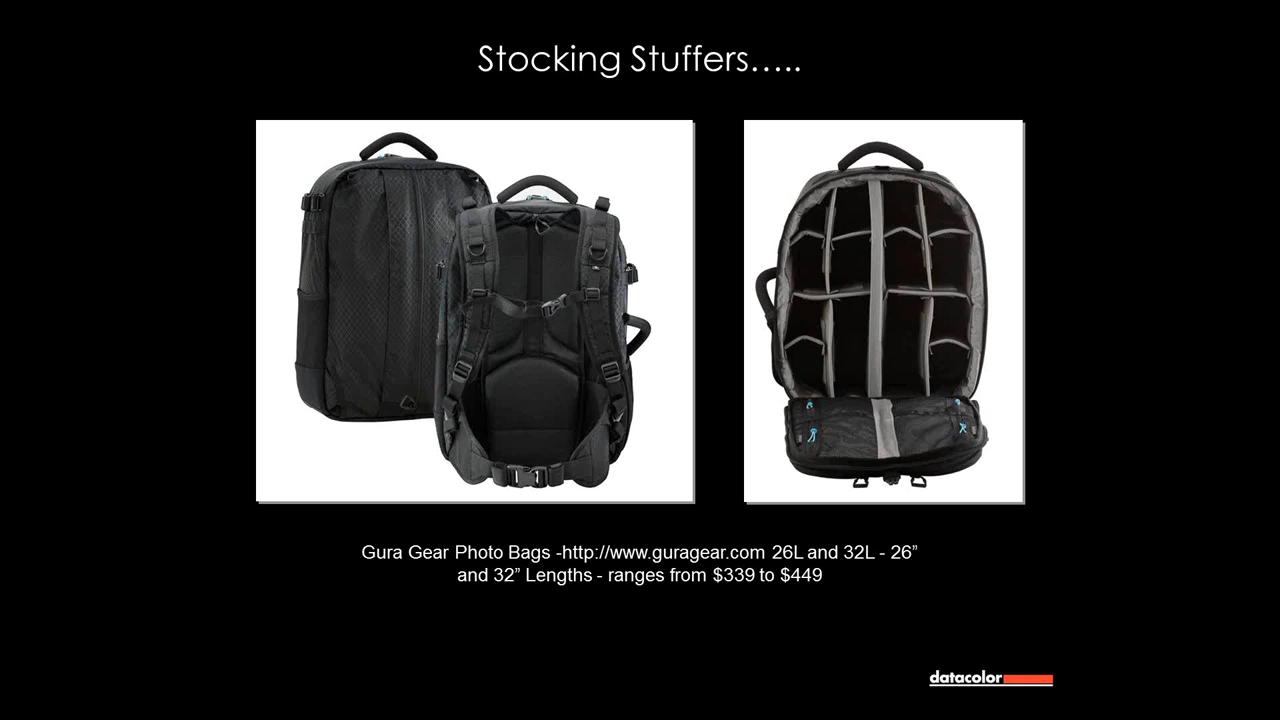 Stocking Stuffers…..
Gura Gear Photo Bags -http://www.guragear.com 26L and 32L - 26”
and 32” Lengths - ranges from $339 to $449
datacolor